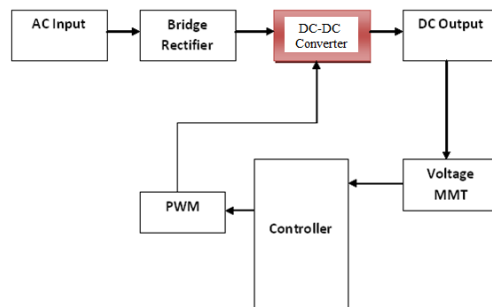 AC Input
Bridge
Rectifier
DC-DC
Converter
DC Output
Voltage
MMT
PWM
Controller